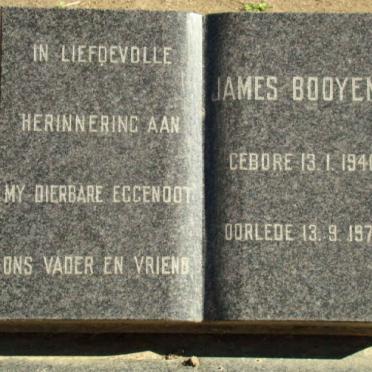 IN LIEFDEVOLLE
HERINNERING AAN
MY DIERBARE EGGENOOT
ONS VADER EN VRIEND
JAMES BOOYEN
GEBORE 13.1.194
OORLEDE 13.9.197